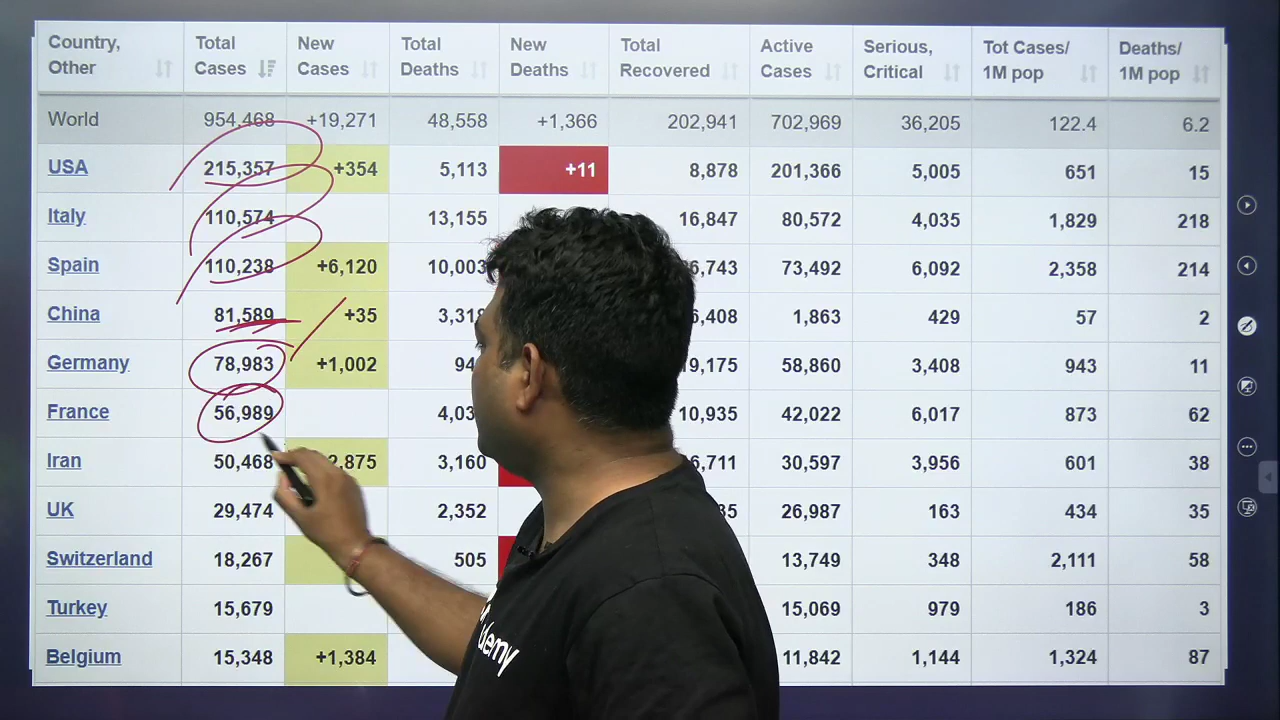 Country, Other Total Cases New Cases Total Deaths New Deaths Total Recovered Active Cases Serious, Critical Tot Cases/ 1M pop Deaths/ 1M pop
World 954,468 +19,271 48,558 +1,366 202,941 702,969 36,205 122.4 6.2
USA 215,357 +354 5,113 +11 8,878 201,366 5,005 651 15
Italy 110,574 13,155 16,847 80,572 4,035 1,829 218
Spain 110,238 +6,120 10,003 73,492 6,092 2,358 214
China 81,589 +35 1,863 429 57 2
Germany 78,983 +1,002 58,860 3,408 943 11
France 56,989 10,935 42,022 6,017 873 62
Iran 50,468 3,160 30,597 3,956 601 38
UK 29,474 2,352 26,987 163 434 35
Switzerland 18,267 505 13,749 348 2,111 58
Turkey 15,679 15,069 979 186 3
Belgium 15,348 +1,384 11,842 1,144 1,324 87